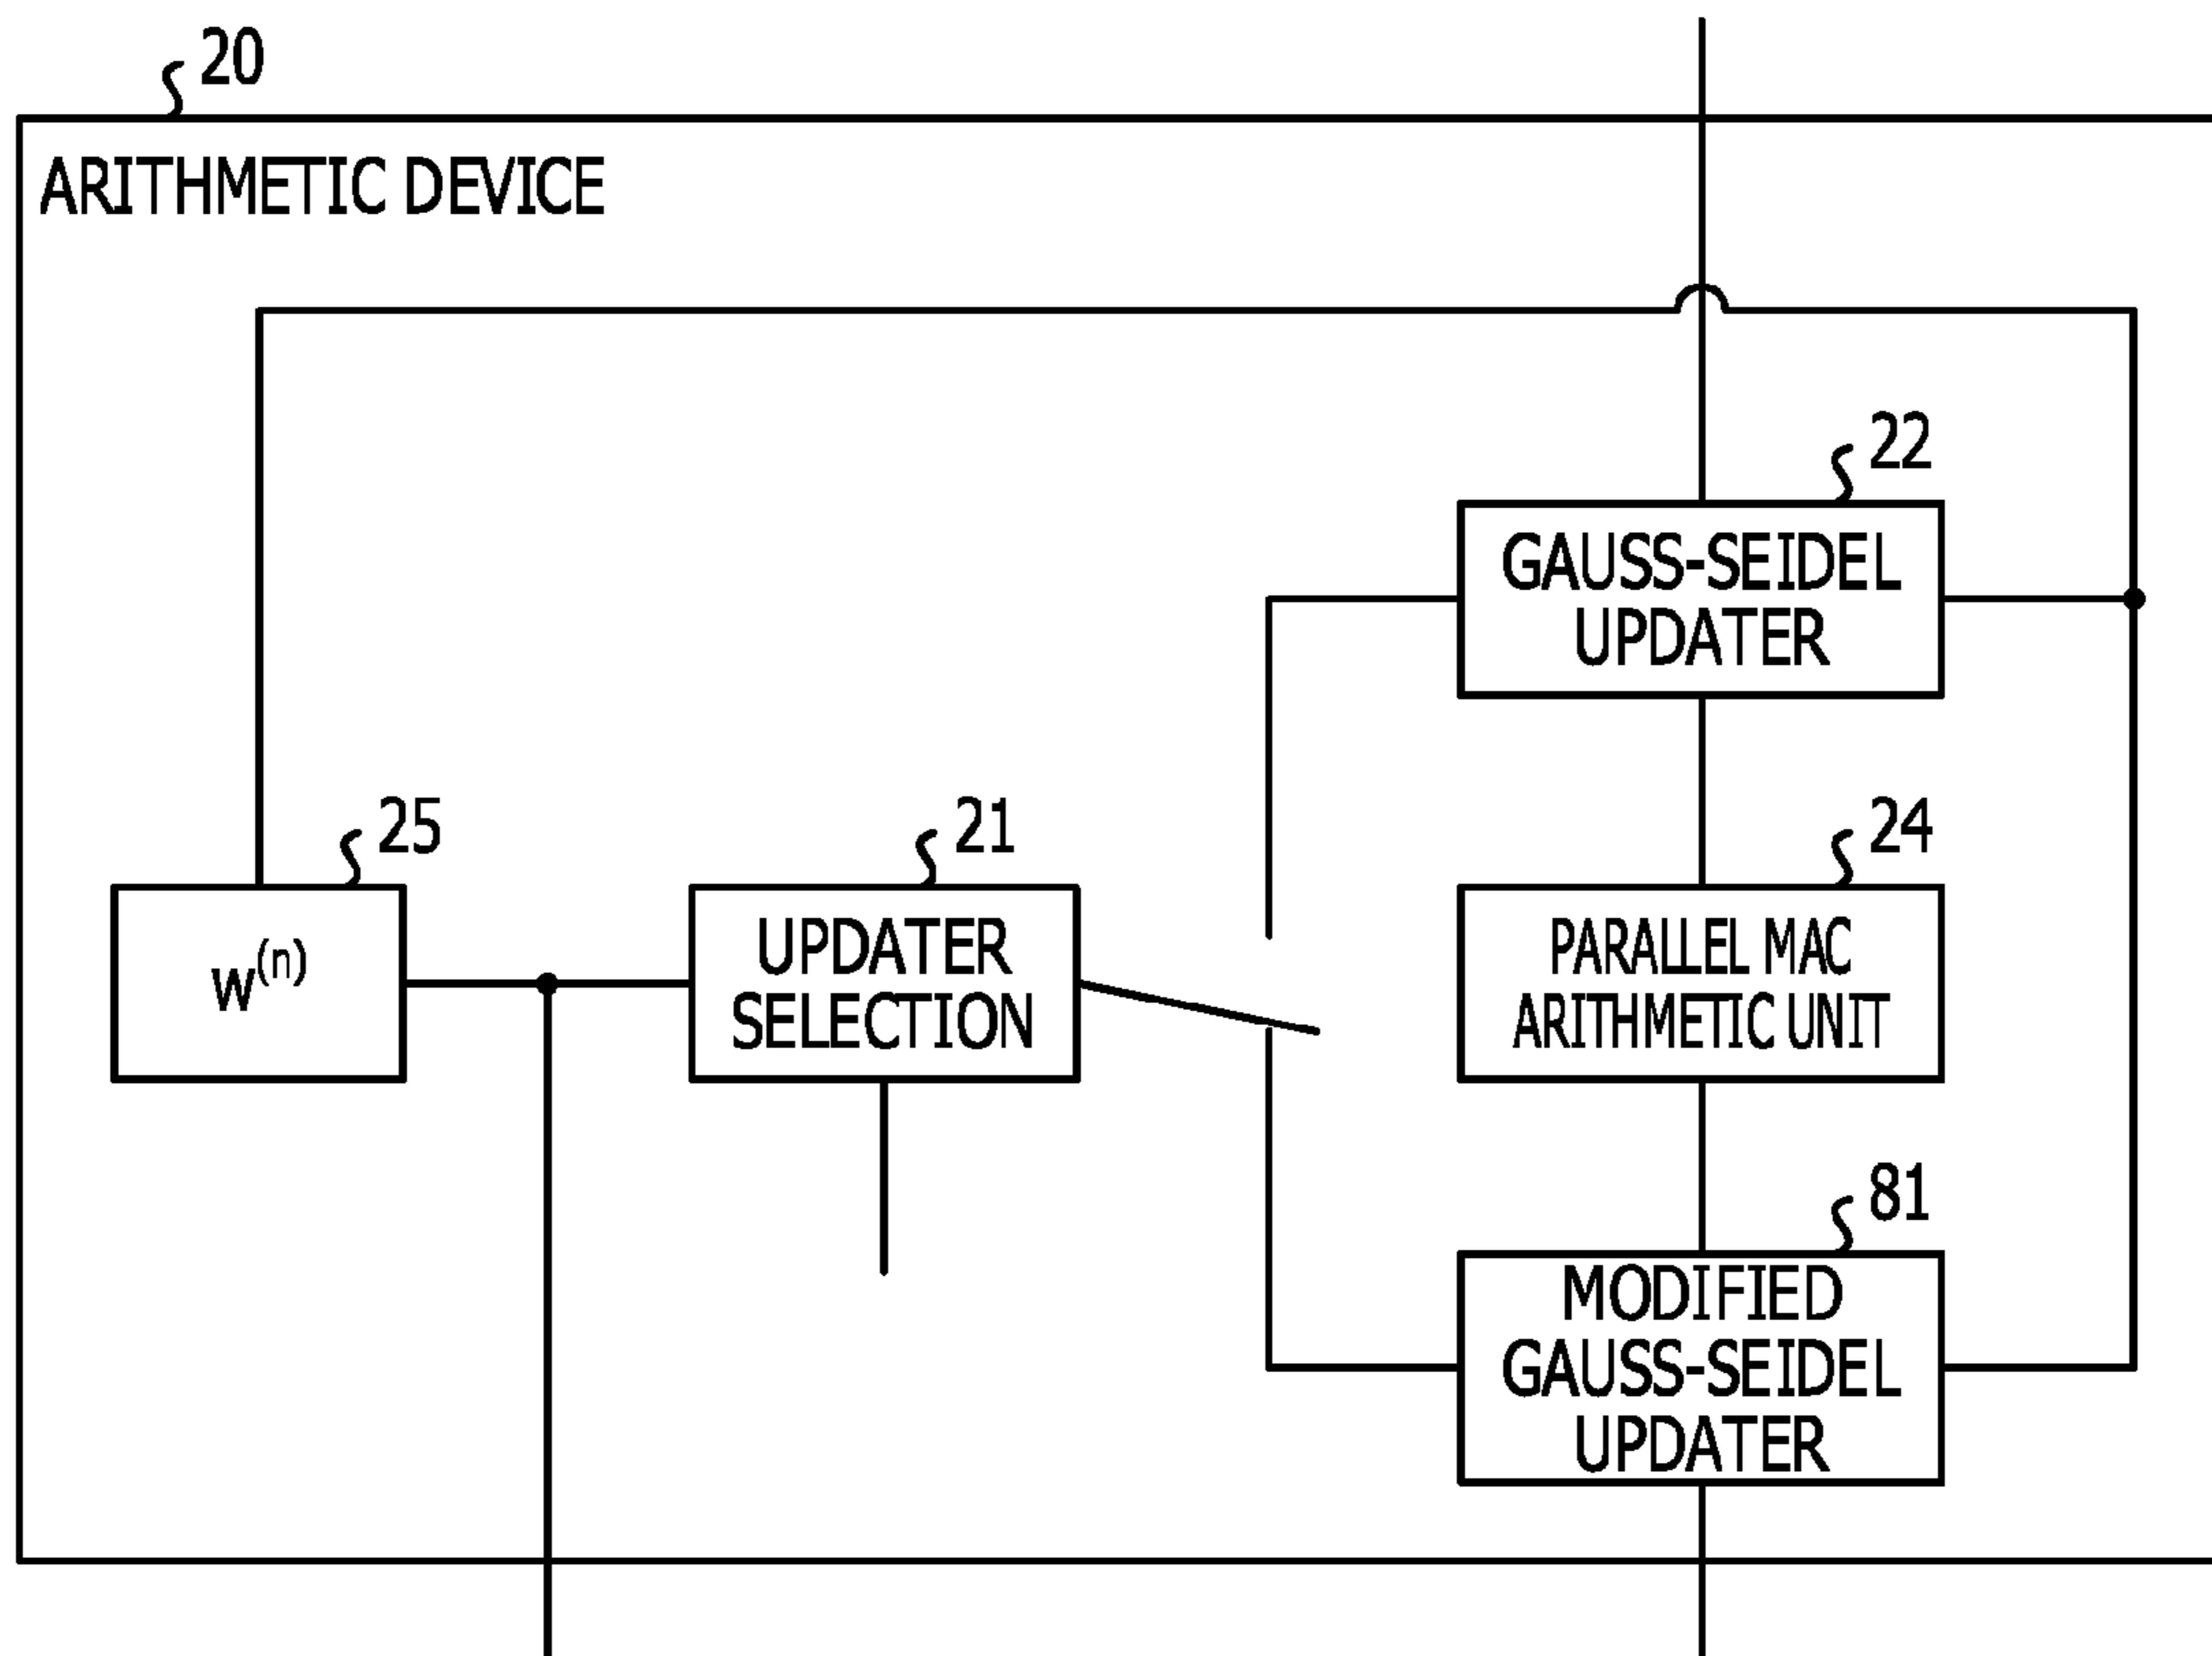 20
ARITHMETIC DEVICE
22
GAUSS-SEIDEL
UPDATER
25
21
24
w(n)
UPDATER
SELECTION
PARALLEL MAC
ARITHMETIC UNIT
81
MODIFIED
GAUSS-SEIDEL
UPDATER